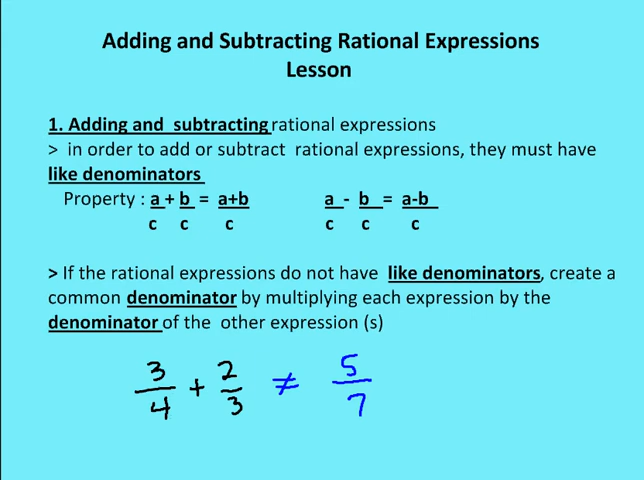 Adding and Subtracting Rational Expressions
Lesson
1. Adding and subtracting rational expressions
> in order to add or subtract rational expressions, they must have
like denominators
Property : a + b = a+b a - b = a-b
c c c c c c
> If the rational expressions do not have like denominators, create a
common denominator by multiplying each expression by the
denominator of the other expression (s)
3/4 + 2/3 ≠ 5/7